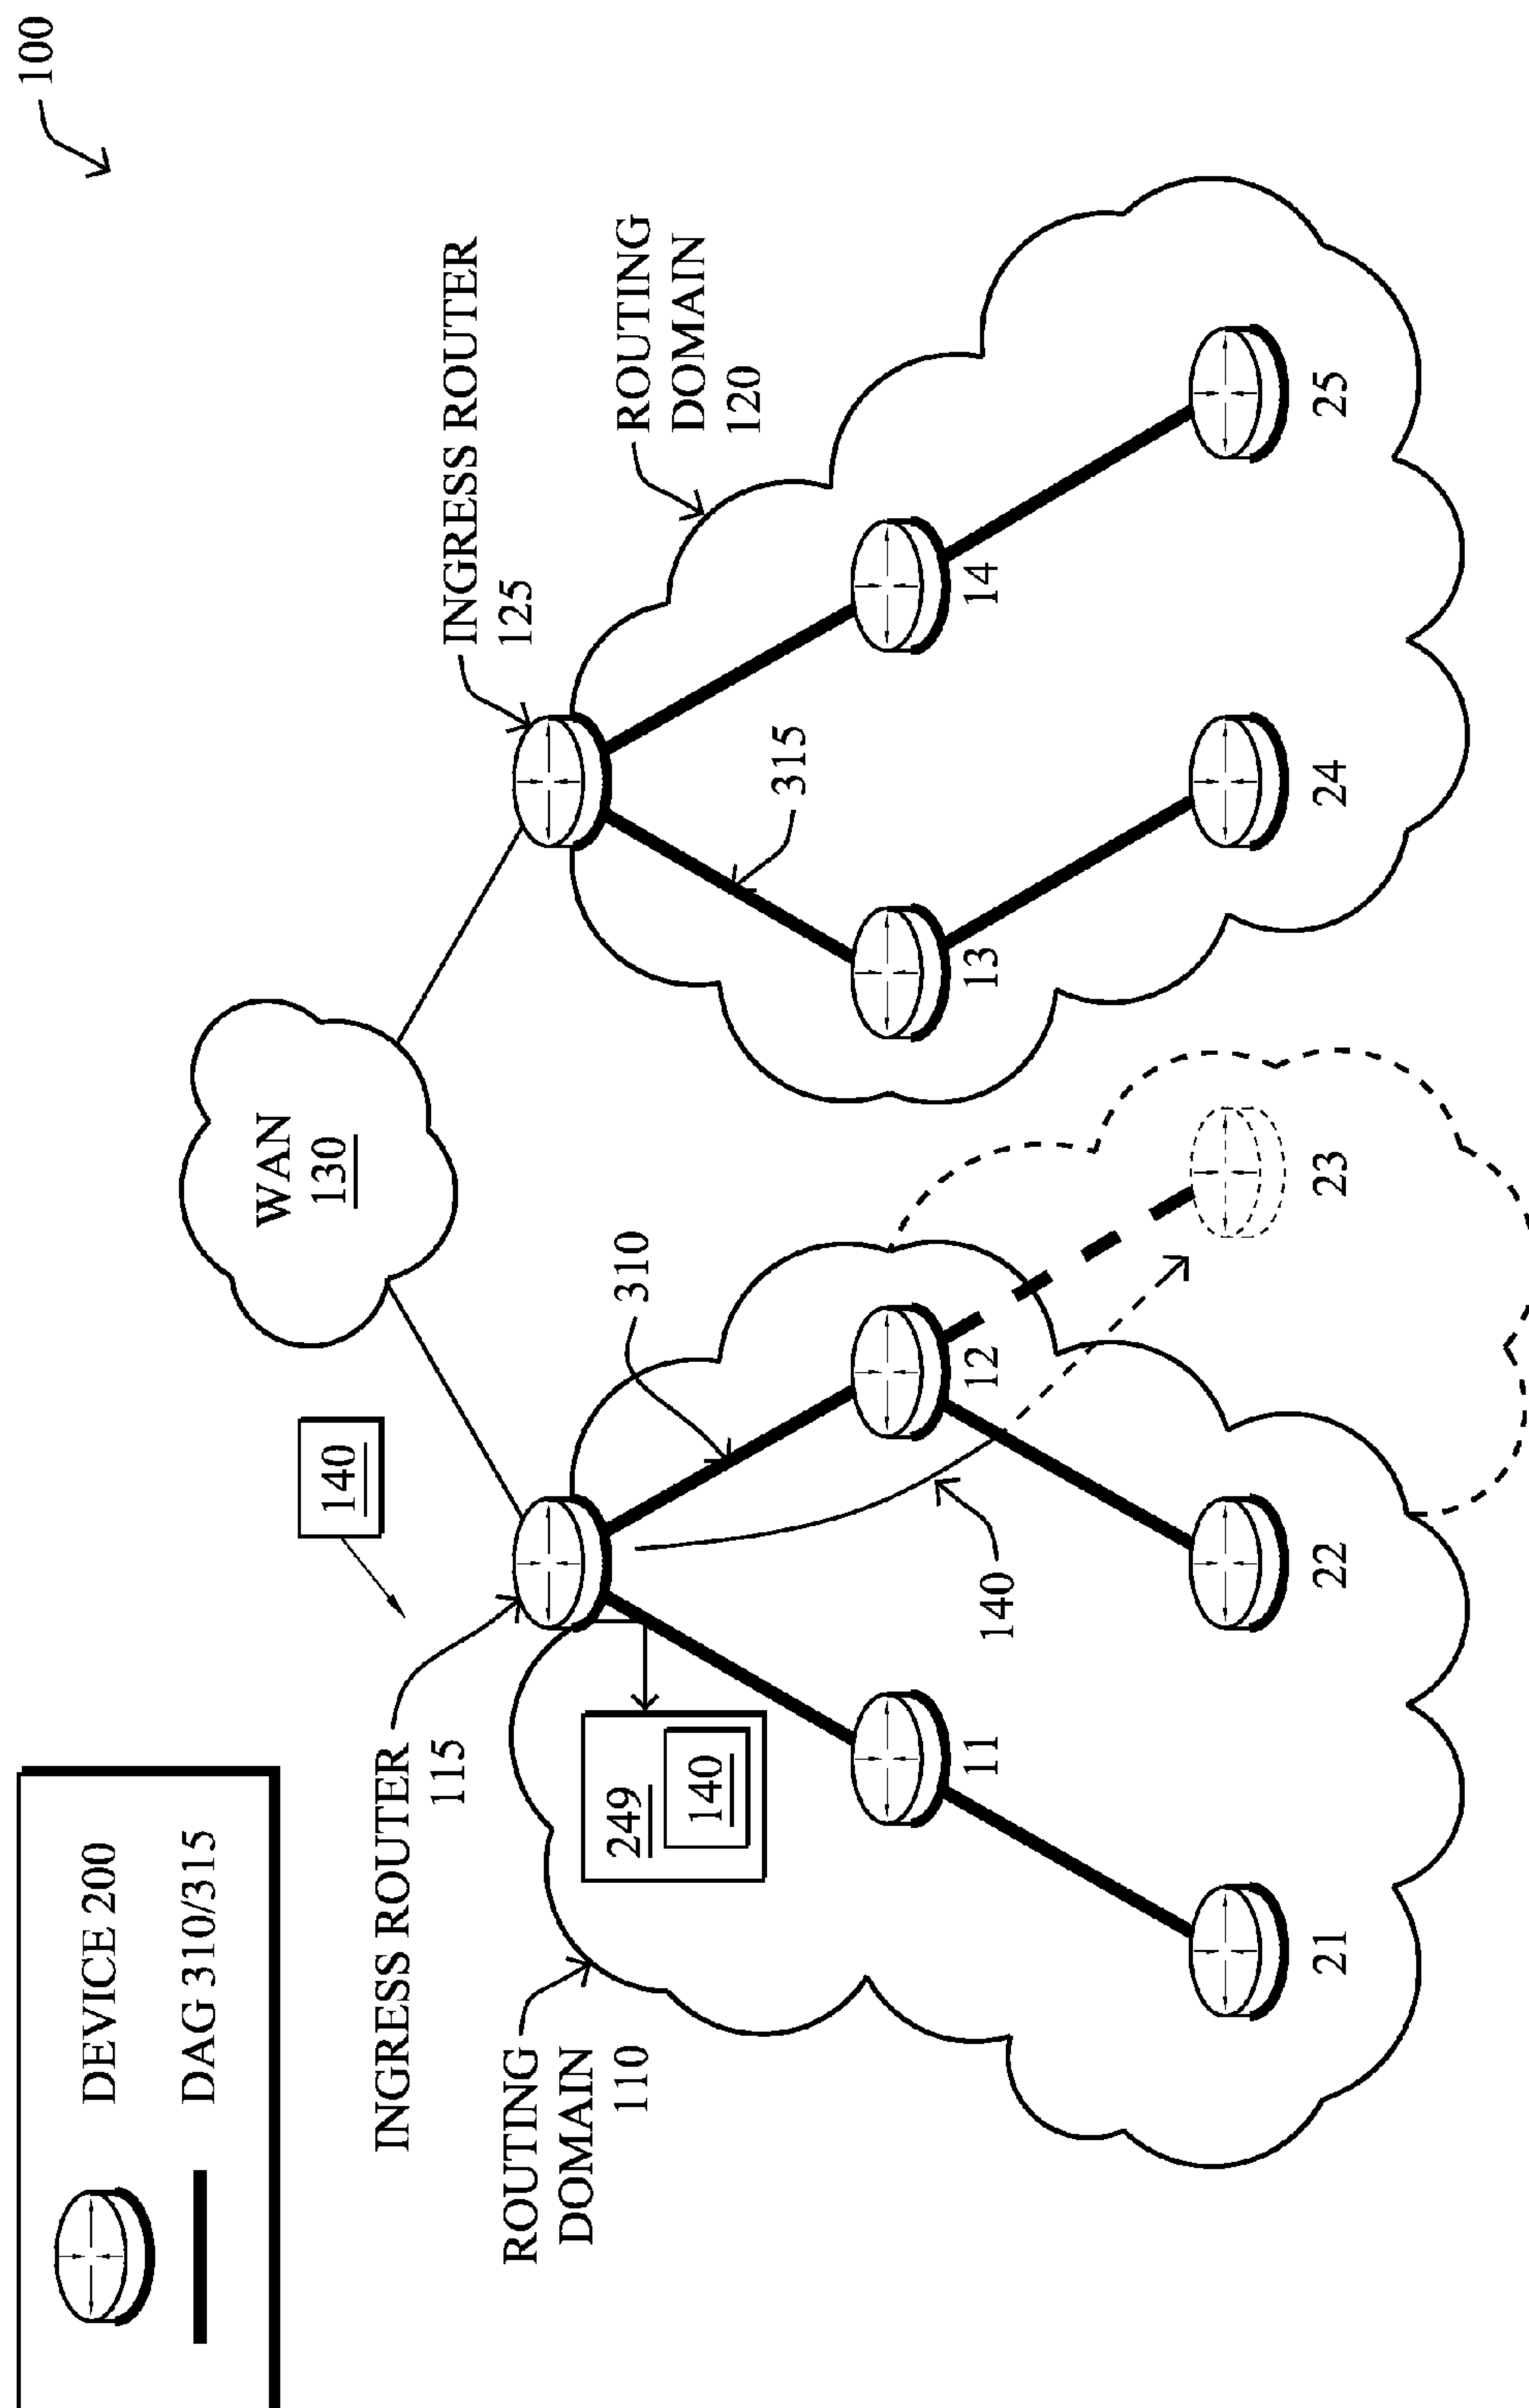 100
DEVICE 200
DAG 310/315
WAN
130
140
INGRESS ROUTER
115
INGRESS ROUTER
125
ROUTING
DOMAIN
110
ROUTING
DOMAIN
120
249
140
310
315
140
11
12
13
14
21
22
23
24
25